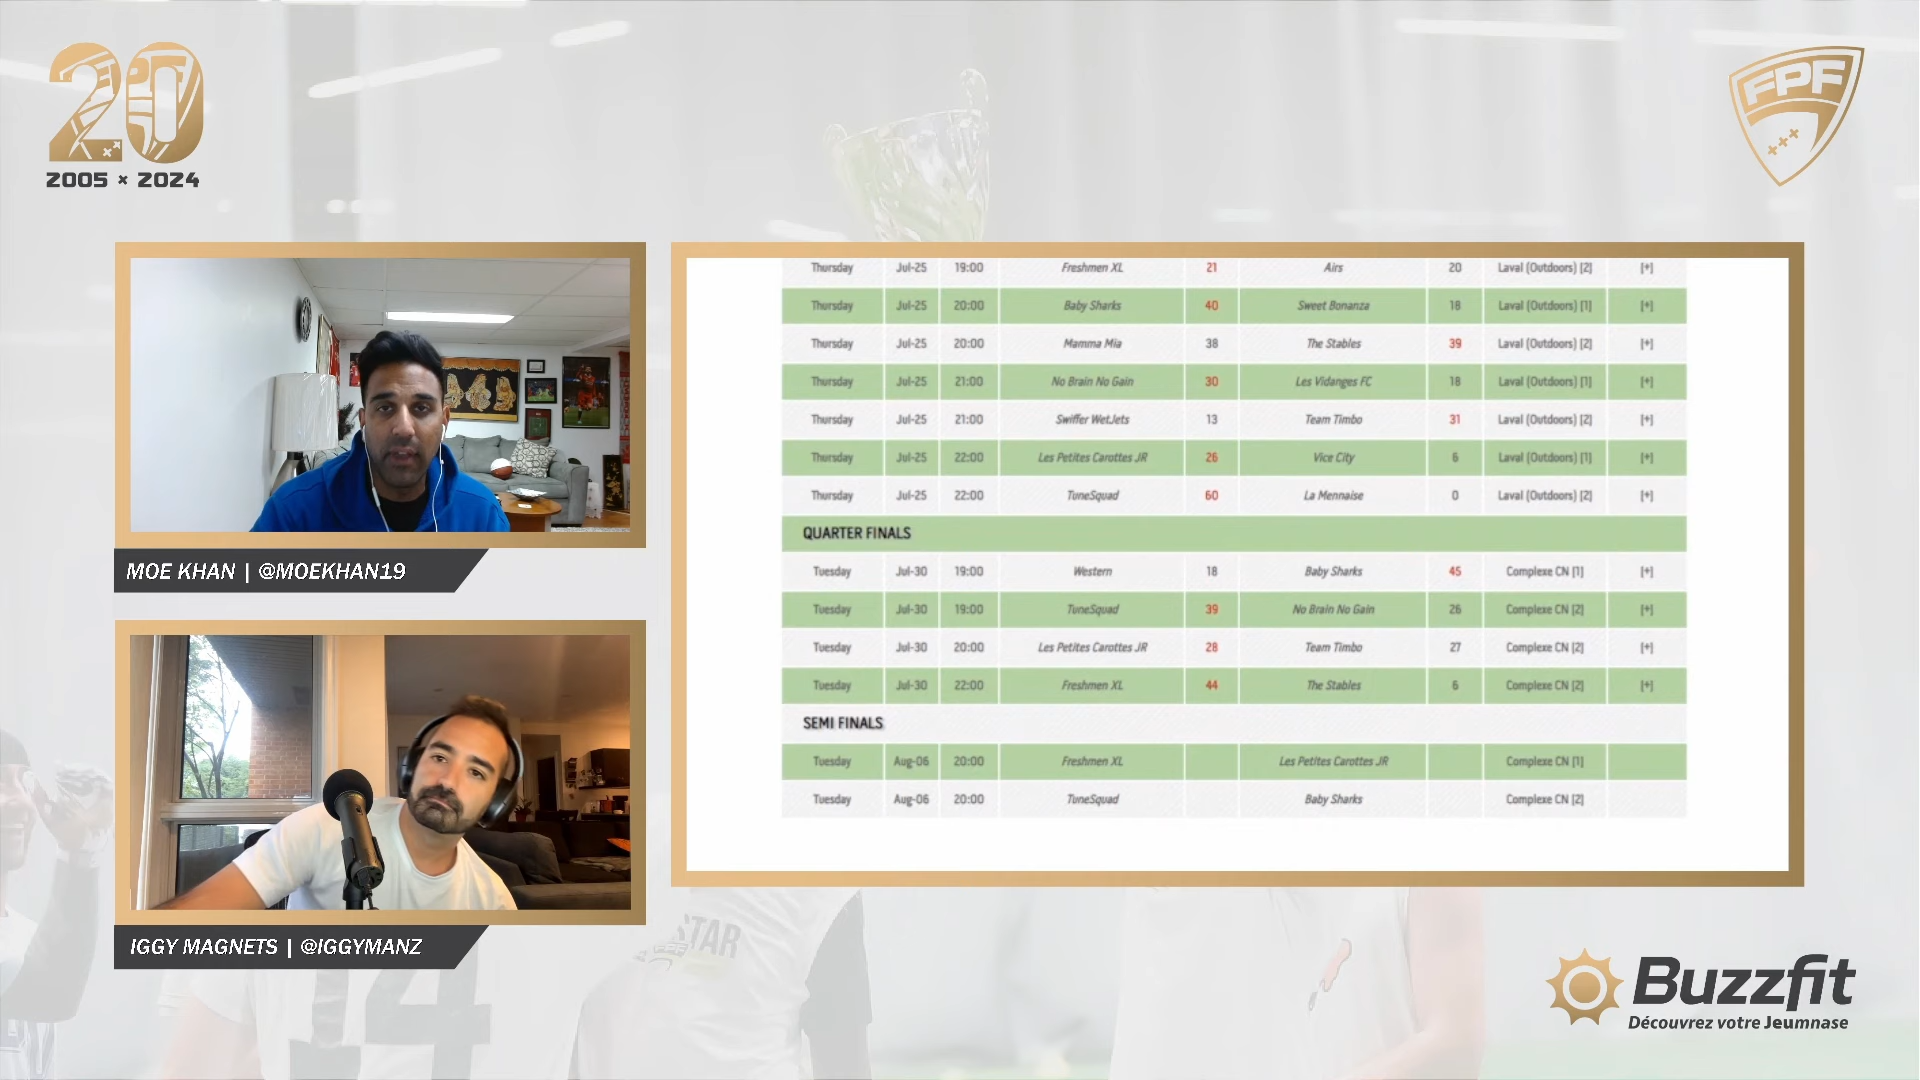 20
2005 × 2024
FPF
Thursday Jul-25 19:00 Freshmen XL 21 Airs 20 Laval (Outdoors) [2] [+]
Thursday Jul-25 20:00 Baby Sharks 40 Sweet Bonanza 18 Laval (Outdoors) [1] [+]
Thursday Jul-25 20:00 Mamma Mia 38 The Stables 39 Laval (Outdoors) [2] [+]
Thursday Jul-25 21:00 No Brain No Gain 30 Les Vidanges FC 18 Laval (Outdoors) [1] [+]
Thursday Jul-25 21:00 Swiffer WetJets 13 Team Timbo 31 Laval (Outdoors) [2] [+]
Thursday Jul-25 22:00 Les Petites Carottes JR 26 Vice City 6 Laval (Outdoors) [1] [+]
Thursday Jul-25 22:00 TuneSquad 60 La Mennaise 0 Laval (Outdoors) [2] [+]
QUARTER FINALS
Tuesday Jul-30 19:00 Western 18 Baby Sharks 45 Complexe CN [1] [+]
Tuesday Jul-30 19:00 TuneSquad 39 No Brain No Gain 26 Complexe CN [2] [+]
Tuesday Jul-30 20:00 Les Petites Carottes JR 28 Team Timbo 27 Complexe CN [2] [+]
Tuesday Jul-30 22:00 Freshmen XL 44 The Stables 6 Complexe CN [2] [+]
SEMI FINALS
Tuesday Aug-06 20:00 Freshmen XL Les Petites Carottes JR Complexe CN [1]
Tuesday Aug-06 20:00 TuneSquad Baby Sharks Complexe CN [2]
MOE KHAN | @MOEKHAN19
IGGY MAGNETS | @IGGYMANZ
STAR
FPF
14
Buzzfit
Découvrez votre Jeumnase